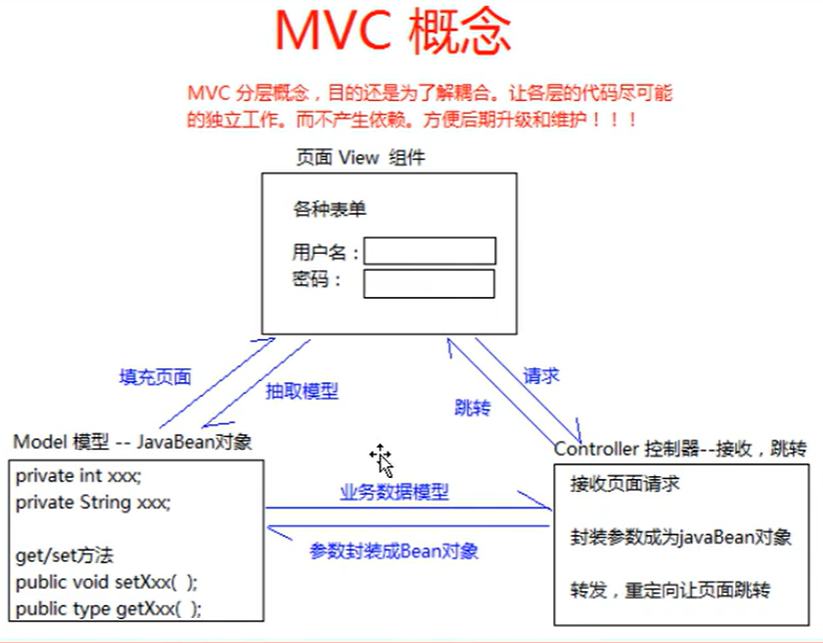 MVC 概念
MVC 分层概念，目的还是为了解耦合。让各层的代码尽可能
的独立工作。而不产生依赖。方便后期升级和维护！！！
页面 View 组件
各种表单
用户名：
密码：
填充页面
抽取模型
请求
跳转
Model 模型 -- JavaBean对象
private int xxx;
private String xxx;
get/set方法
public void setXxx( );
public type getXxx( );
业务数据模型
参数封装成Bean对象
Controller 控制器--接收，跳转
接收页面请求
封装参数成为javaBean对象
转发，重定向让页面跳转